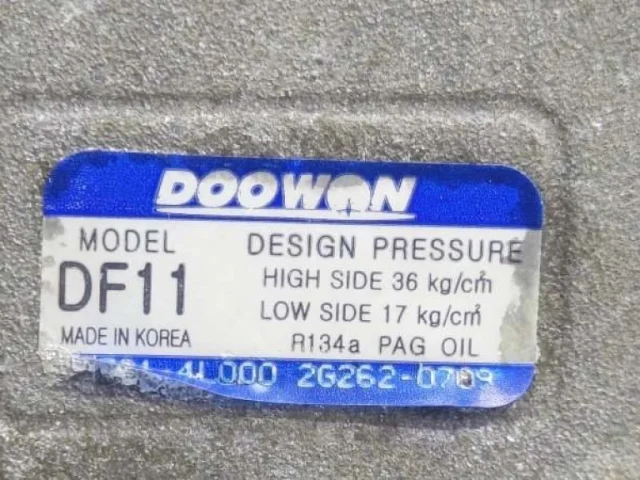 DOOWON
MODEL DESIGN PRESSURE
DF11 HIGH SIDE 36 kg/cm²
LOW SIDE 17 kg/cm²
MADE IN KOREA R134a PAG OIL
4L000 2G262-0709